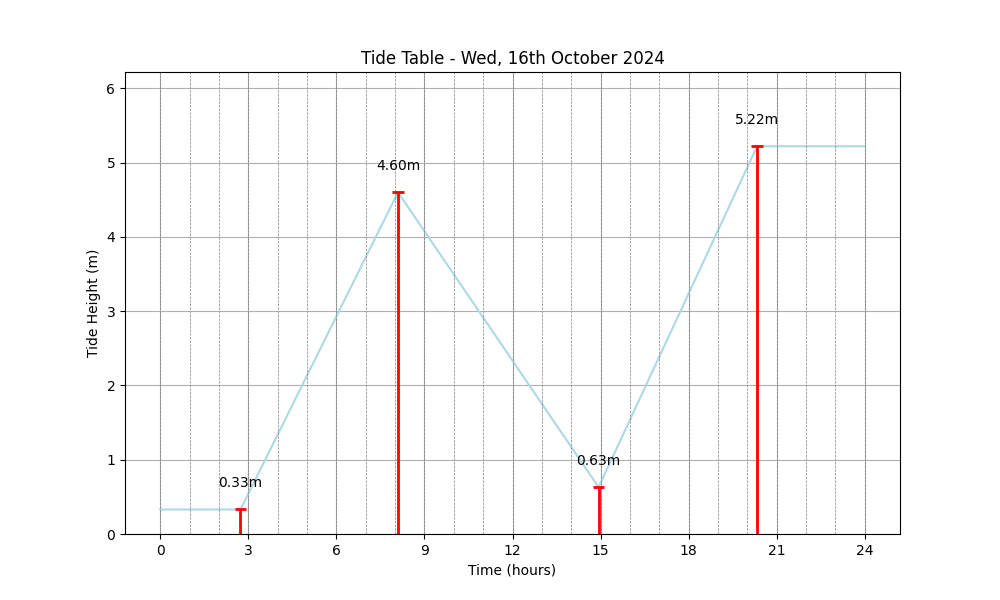 Tide Table - Wed, 16th October 2024
6
5
4
3
2
1
0
Tide Height (m)
5.22m
4.60m
0.63m
0.33m
0 3 6 9 12 15 18 21 24
Time (hours)